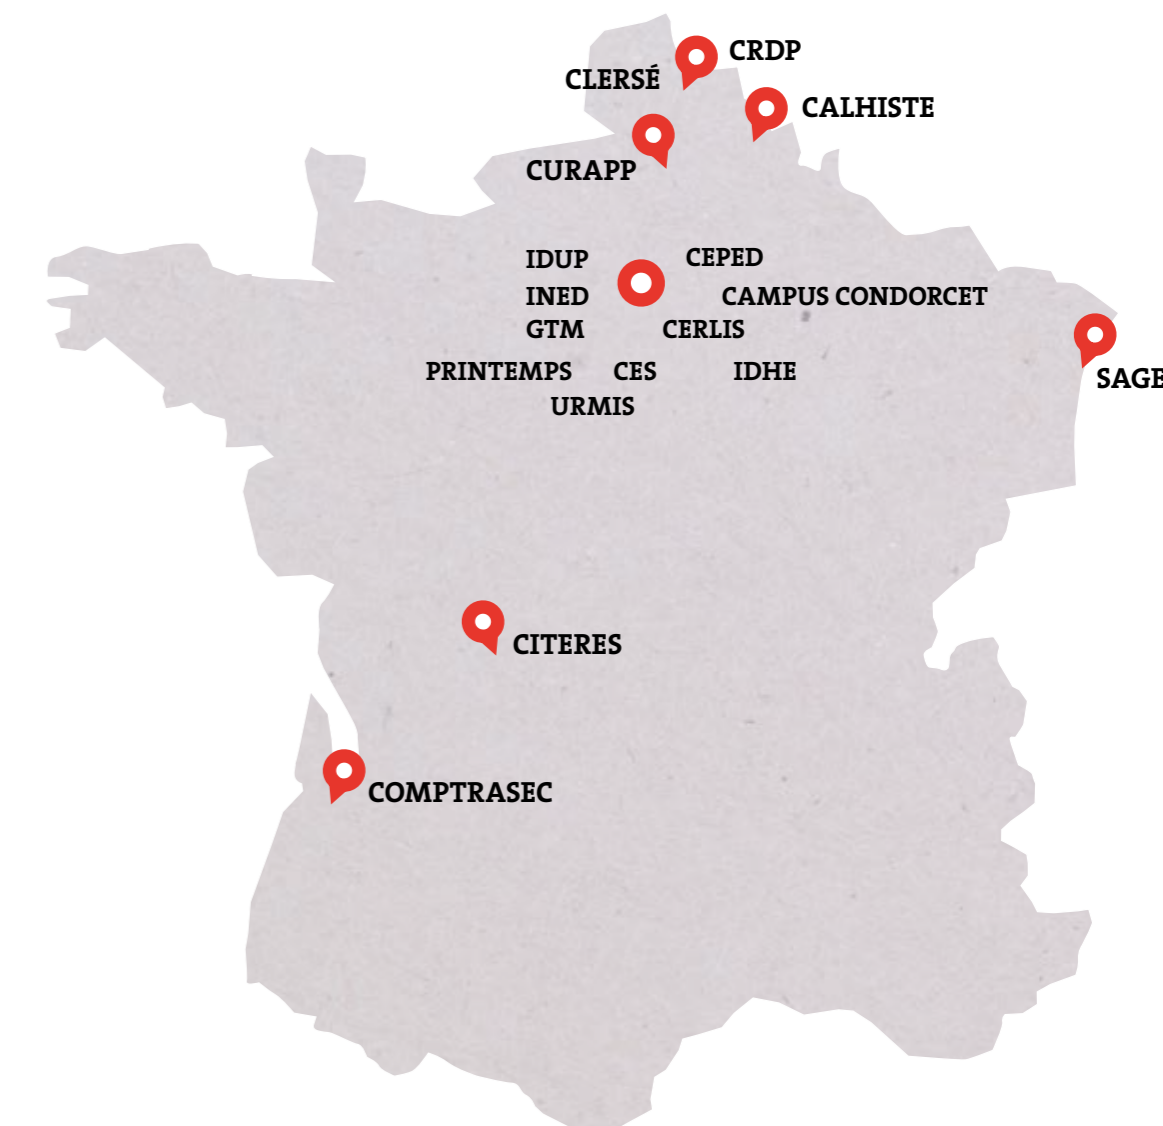 CRDP
CLERSÉ
CALHISTE
CURAPP
IDUP
CEPED
INED
CAMPUS CONDORCET
GTM
CERLIS
PRINTEMPS
CES
IDHE
URMIS
SAGE
CITERES
COMPTRASEC